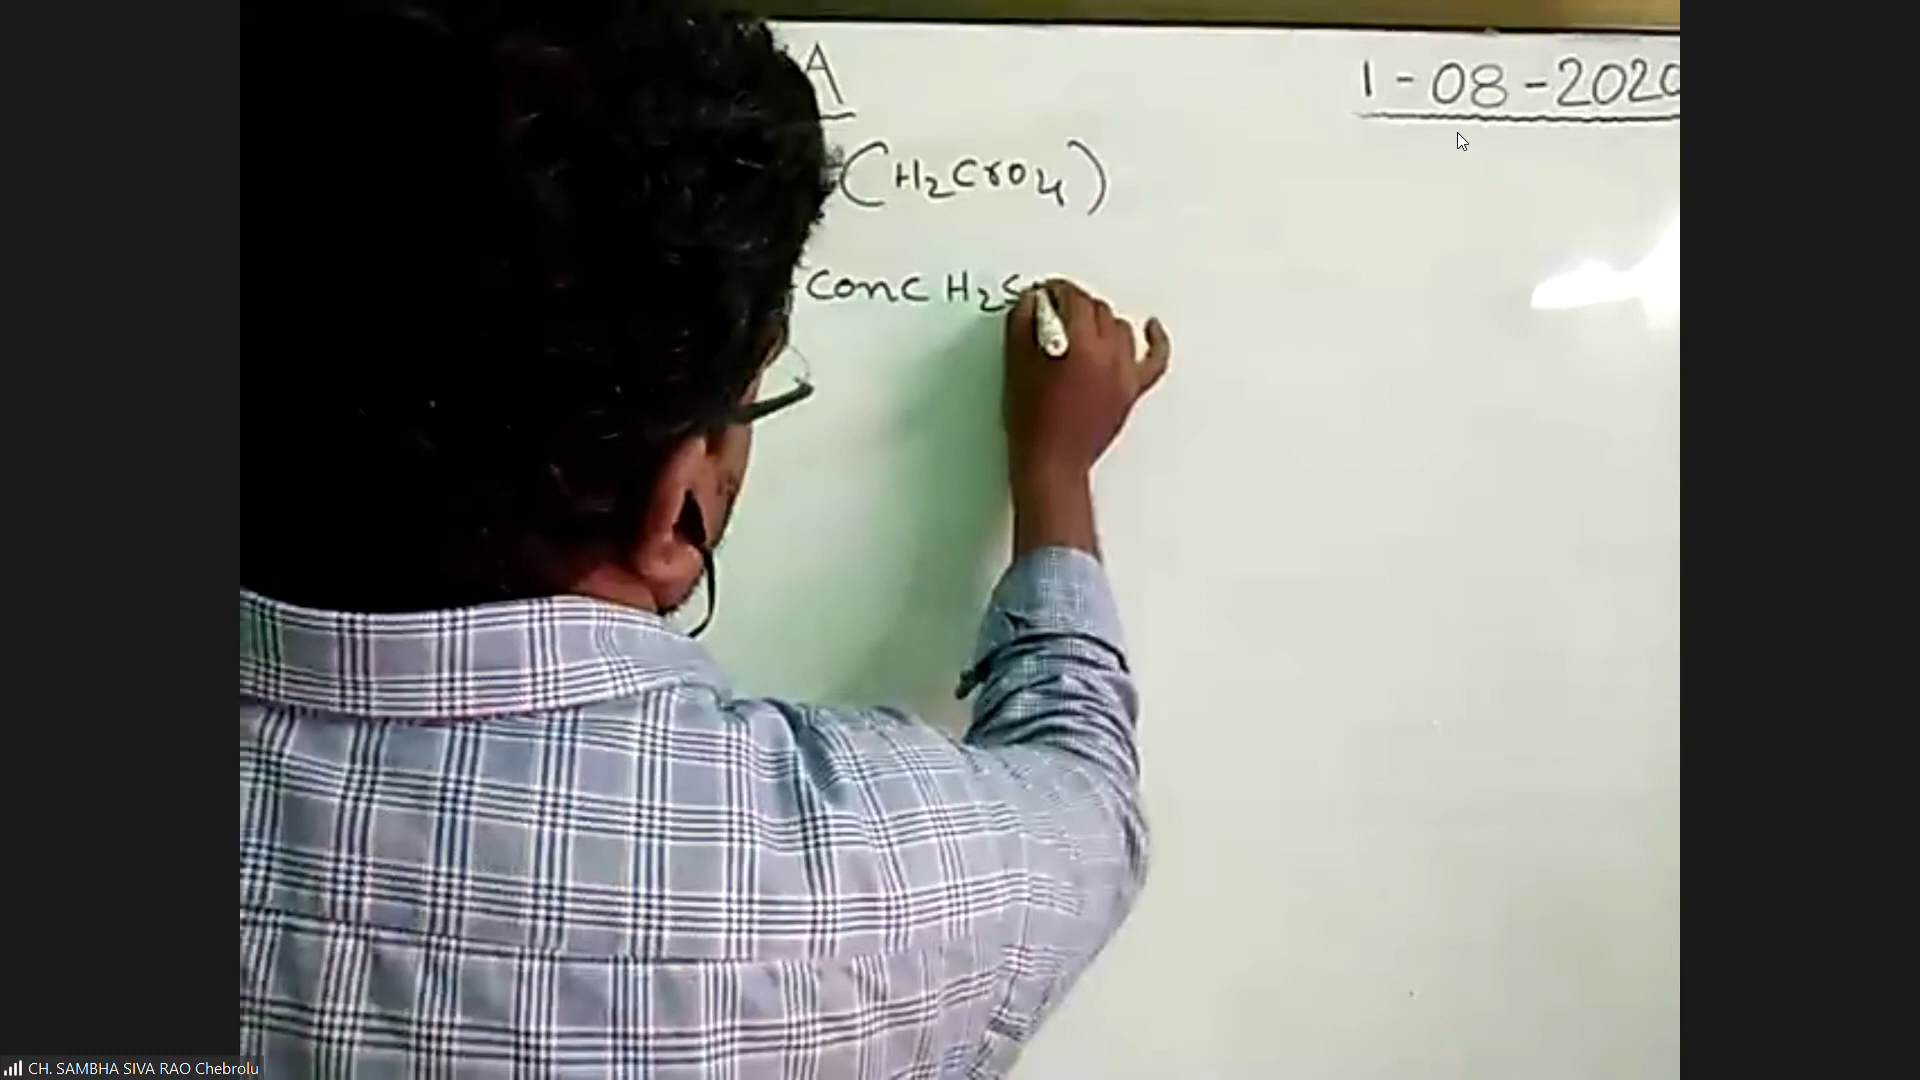 A
1-08-2020
(H2CrO4)
Conc H2S
CH. SAMBHA SIVA RAO Chebrolu